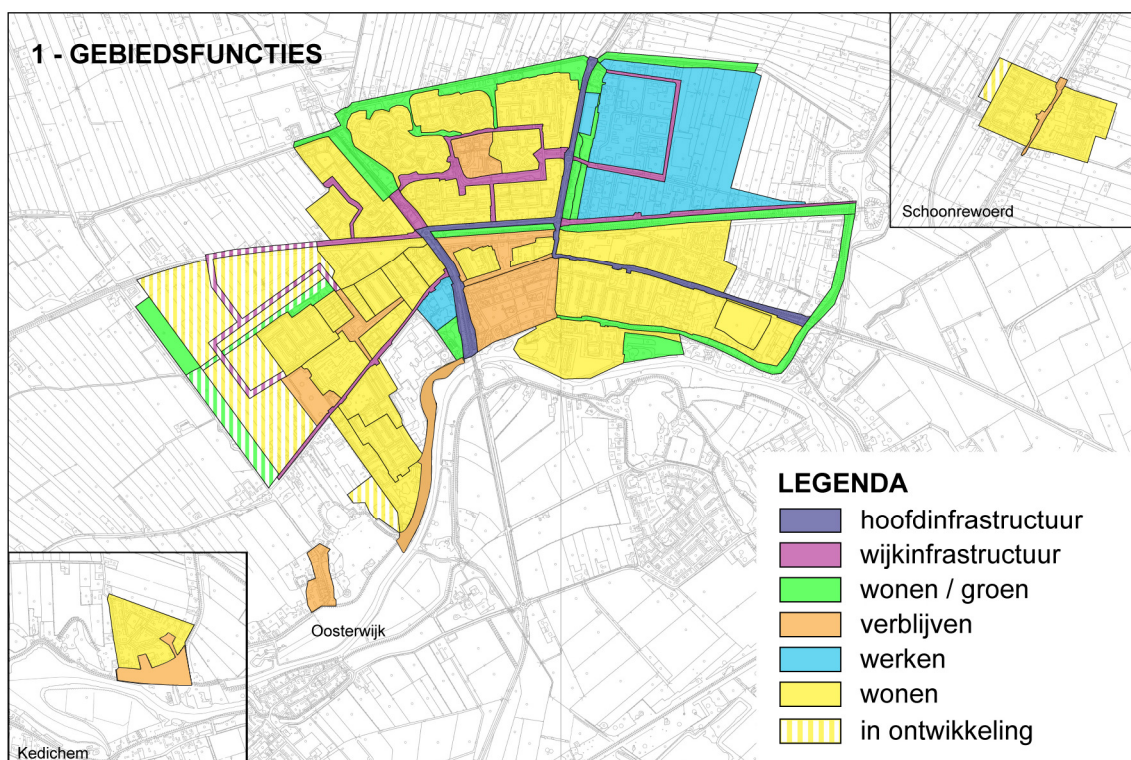 1 - GEBIEDSFUNCTIES
Schoonrewoerd
Oosterwijk
Kedichem
LEGENDA
hoofdinfrastructuur
wijkinfrastructuur
wonen / groen
verblijven
werken
wonen
in ontwikkeling